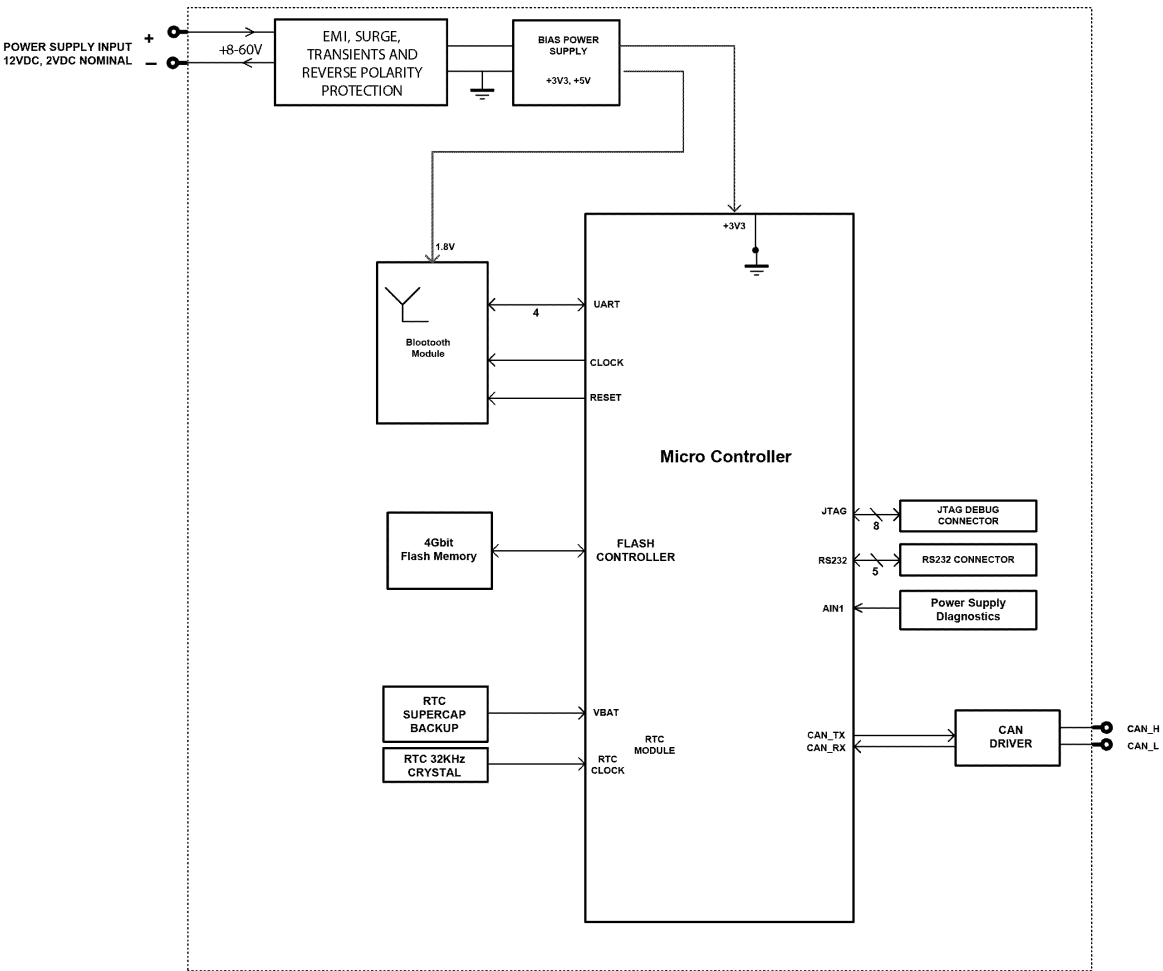 POWER SUPPLY INPUT
12VDC, 2VDC NOMINAL
+
−
+8-60V
EMI, SURGE,
TRANSIENTS AND
REVERSE POLARITY
PROTECTION
BIAS POWER
SUPPLY
+3V3, +5V
+3V3
1.8V
Blootooth
Module
4
UART
CLOCK
RESET
Micro Controller
4Gbit
Flash Memory
FLASH
CONTROLLER
JTAG
8
JTAG DEBUG
CONNECTOR
RS232
5
RS232 CONNECTOR
AIN1
Power Supply
Diagnostics
RTC
SUPERCAP
BACKUP
VBAT
RTC
MODULE
RTC 32KHz
CRYSTAL
RTC
CLOCK
CAN_TX
CAN_RX
CAN
DRIVER
CAN_H
CAN_L